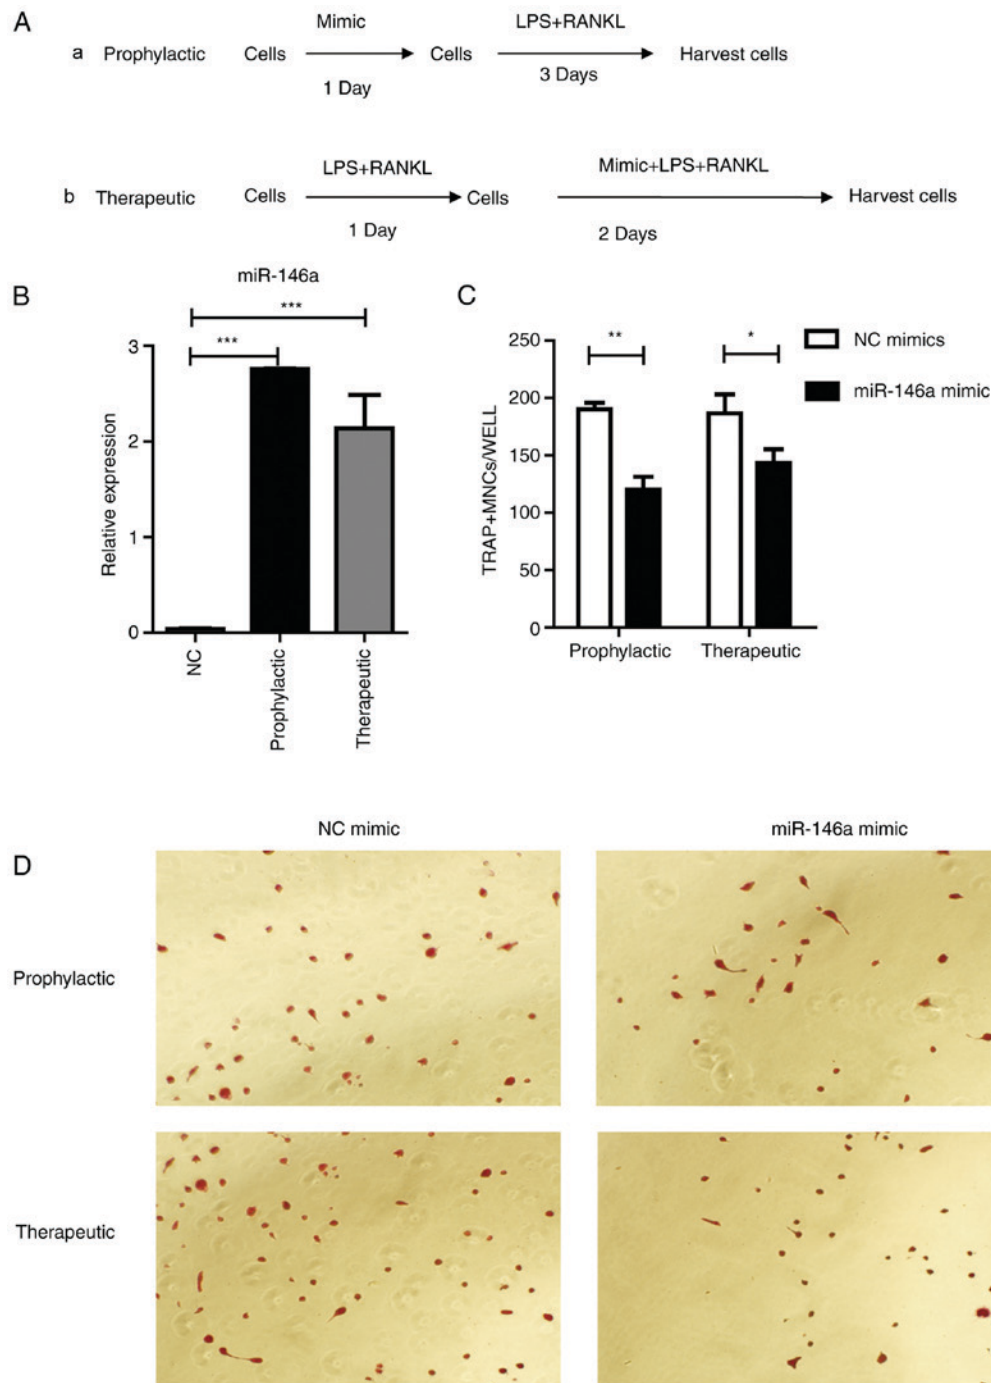 A
Mimic
LPS+RANKL
a Prophylactic Cells Cells Harvest cells
1 Day
3 Days
LPS+RANKL
Mimic+LPS+RANKL
b Therapeutic Cells Cells Harvest cells
1 Day
2 Days
B
miR-146a
***
***
Relative expression
3
2
1
0
NC
Prophylactic
Therapeutic
C
**
*
NC mimics
miR-146a mimic
TRAP+MNCs/WELL
250
200
150
100
50
0
Prophylactic
Therapeutic
D
NC mimic
miR-146a mimic
Prophylactic
Therapeutic